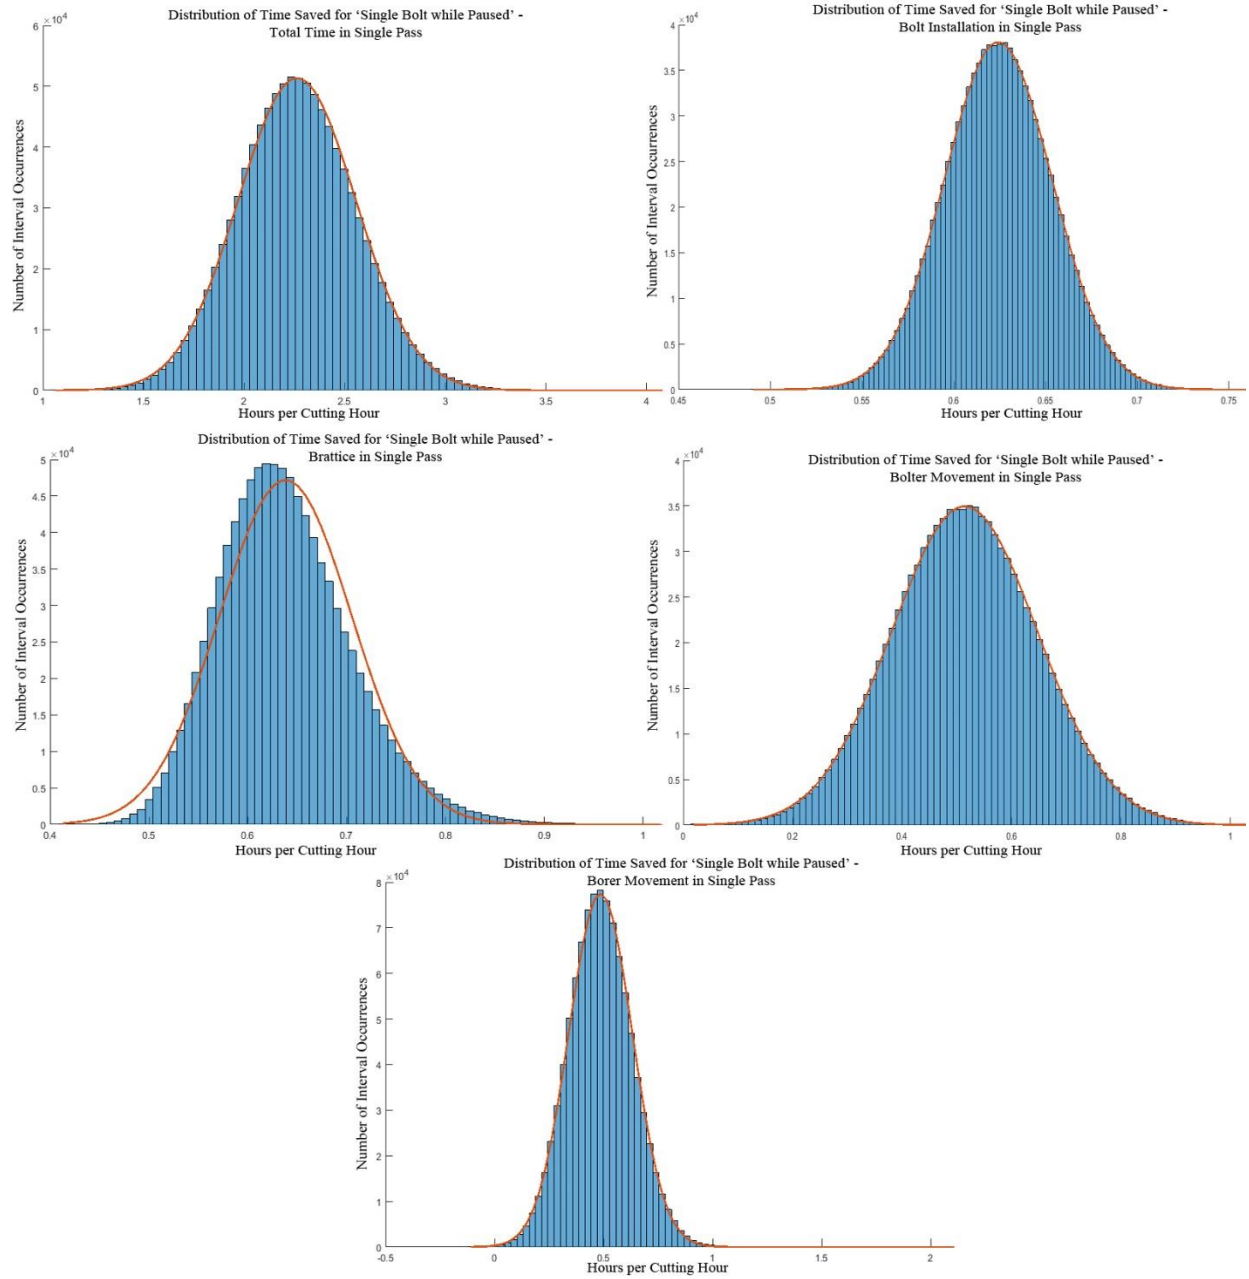 Distribution of Time Saved for ‘Single Bolt while Paused’ -
Total Time in Single Pass
×10⁴
6
5
4
3
2
1
0
Number of Interval Occurrences
1 1.5 2 2.5 3 3.5 4
Hours per Cutting Hour
Distribution of Time Saved for ‘Single Bolt while Paused’ -
Bolt Installation in Single Pass
×10⁴
4
3.5
3
2.5
2
1.5
1
0.5
0
Number of Interval Occurrences
0.45 0.5 0.55 0.6 0.65 0.7 0.75
Hours per Cutting Hour
Distribution of Time Saved for ‘Single Bolt while Paused’ -
Brattice in Single Pass
×10⁴
5
4.5
4
3.5
3
2.5
2
1.5
1
0.5
0
Number of Interval Occurrences
0.4 0.5 0.6 0.7 0.8 0.9 1
Hours per Cutting Hour
Distribution of Time Saved for ‘Single Bolt while Paused’ -
Bolter Movement in Single Pass
×10⁴
4
3.5
3
2.5
2
1.5
1
0.5
0
Number of Interval Occurrences
0 0.2 0.4 0.6 0.8 1
Hours per Cutting Hour
Distribution of Time Saved for ‘Single Bolt while Paused’ -
Borer Movement in Single Pass
×10⁴
8
7
6
5
4
3
2
1
0
Number of Interval Occurrences
-0.5 0 0.5 1 1.5 2
Hours per Cutting Hour